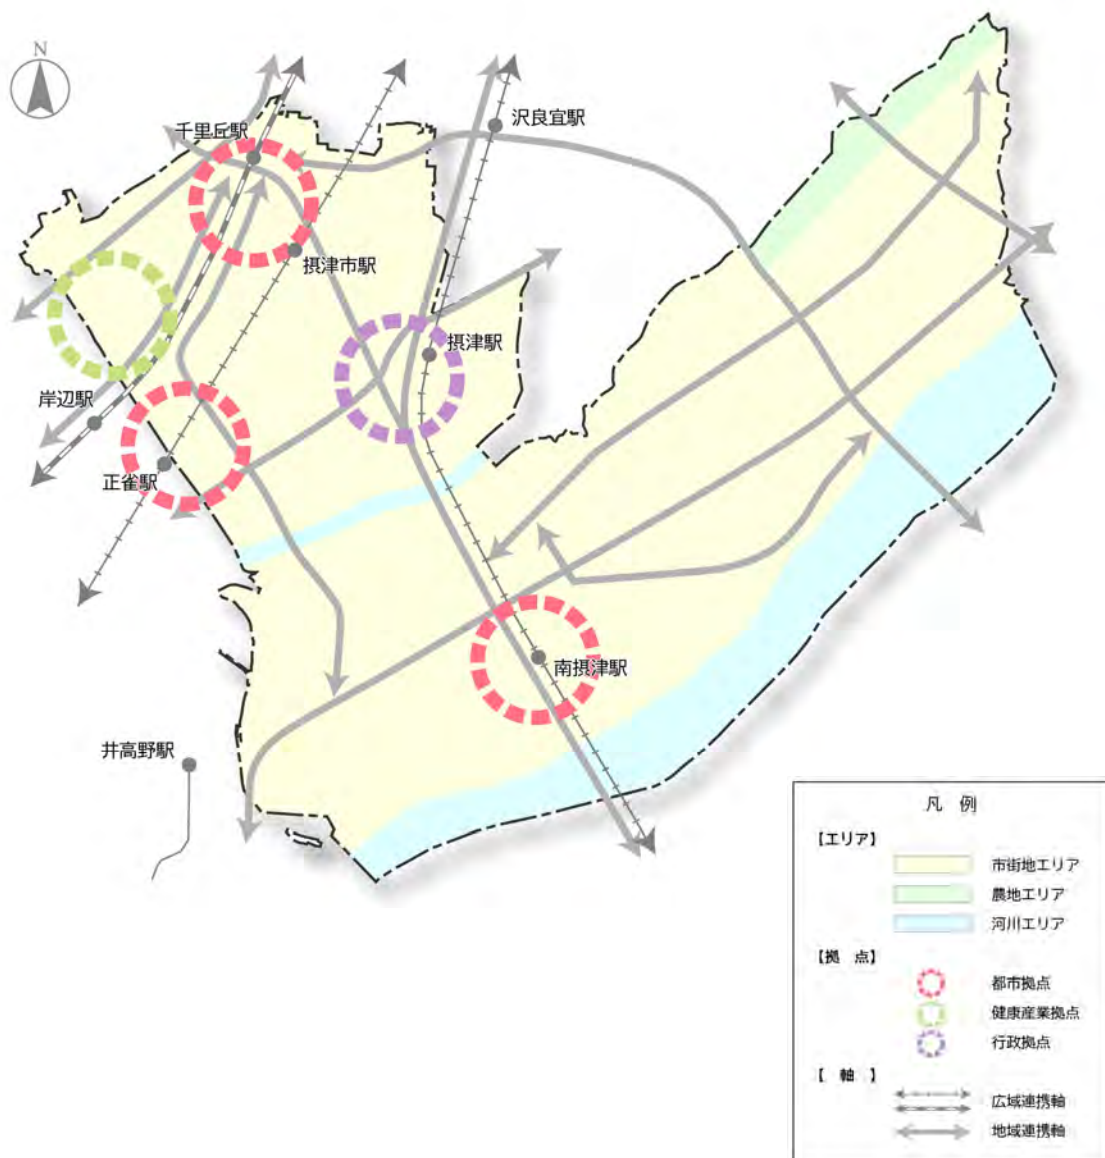 N
沢良宜駅
千里丘駅
摂津市駅
摂津駅
岸辺駅
正雀駅
南摂津駅
井高野駅
凡 例
【エリア】
市街地エリア
農地エリア
河川エリア
【拠 点】
都市拠点
健康産業拠点
行政拠点
【 軸 】
広域連携軸
地域連携軸